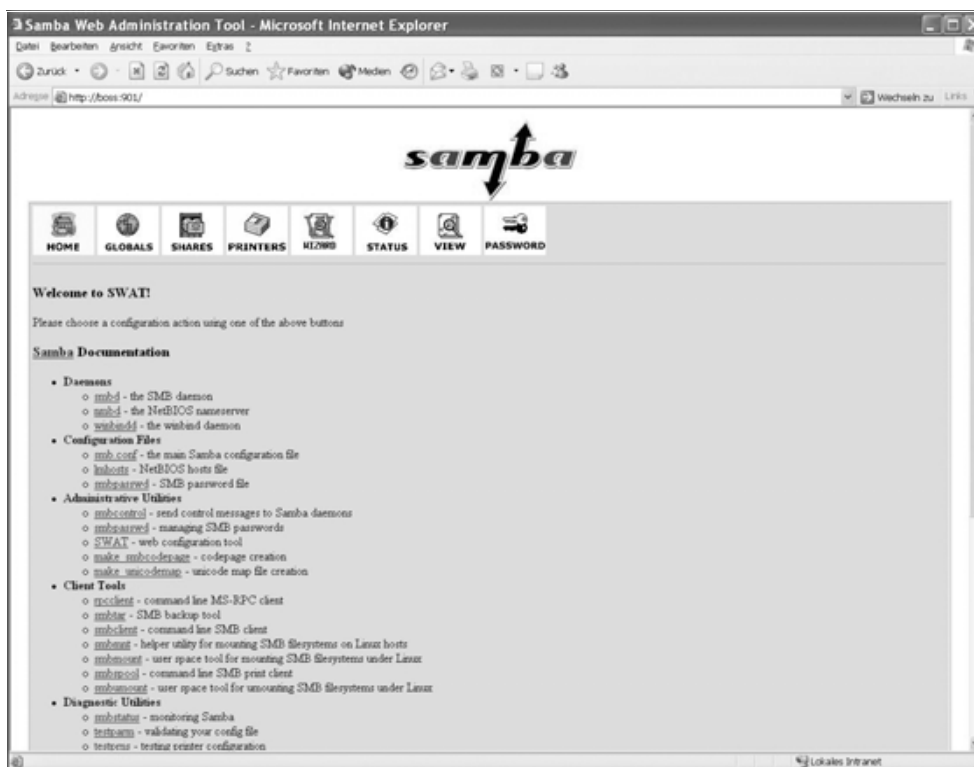 Samba Web Administration Tool - Microsoft Internet Explorer
Datei Bearbeiten Ansicht Favoriten Extras ?
Zurück Suchen Favoriten Medien
Adresse http://boss:901/ Wechseln zu Links
samba
HOME GLOBALS SHARES PRINTERS WIZARD STATUS VIEW PASSWORD
Welcome to SWAT!
Please choose a configuration action using one of the above buttons
Samba Documentation
• Daemons
o smbd - the SMB daemon
o nmbd - the NetBIOS nameserver
o winbindd - the winbind daemon
• Configuration Files
o smb.conf - the main Samba configuration file
o lmhosts - NetBIOS hosts file
o smbpasswd - SMB password file
• Administrative Utilities
o smbcontrol - send control messages to Samba daemons
o smbpasswd - managing SMB passwords
o SWAT - web configuration tool
o make_smbcodepage - codepage creation
o make_unicodemap - unicode map file creation
• Client Tools
o rpcclient - command line MS-RPC client
o smbtar - SMB backup tool
o smbclient - command line SMB client
o smbmnt - helper utility for mounting SMB filesystems on Linux hosts
o smbmount - user space tool for mounting SMB filesystems under Linux
o smbspool - command line SMB print client
o smbumount - user space tool for umounting SMB filesystems under Linux
• Diagnostic Utilities
o smbstatus - monitoring Samba
o testparm - validating your config file
o testprns - testing printer configuration
Lokales Intranet